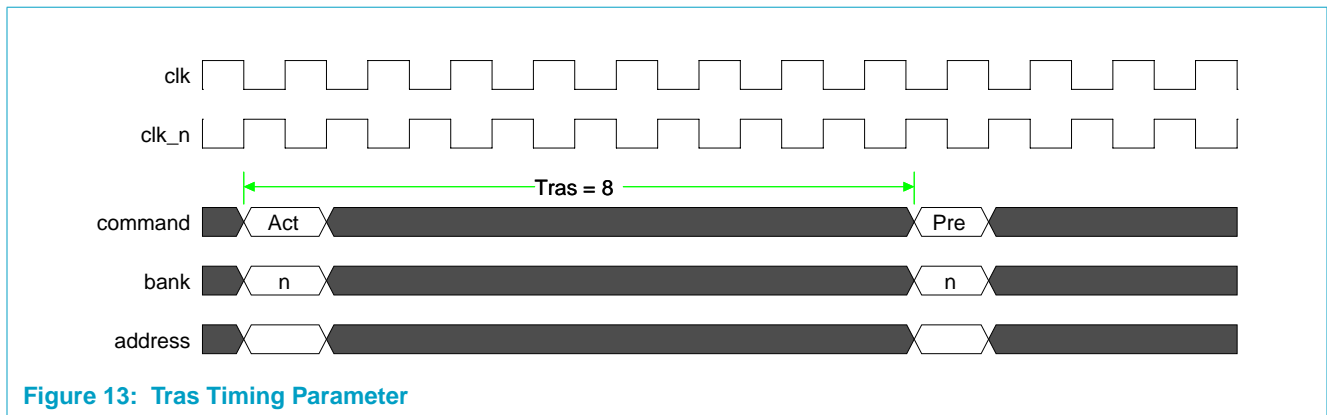 clk
clk_n
Tras = 8
command
Act
Pre
bank
n
n
address
Figure 13: Tras Timing Parameter